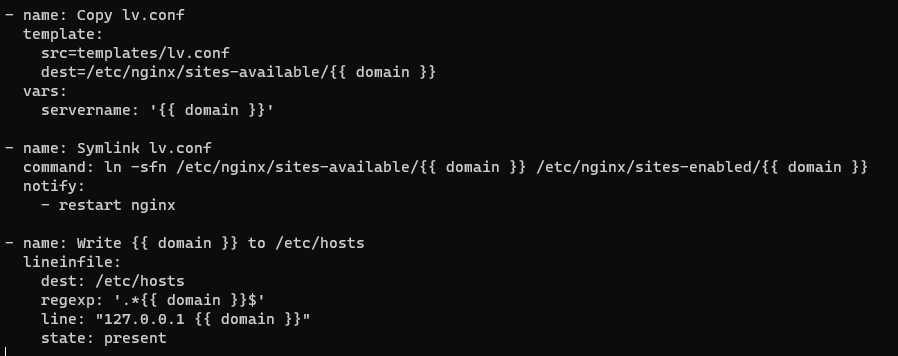 - name: Copy lv.conf
  template:
    src=templates/lv.conf
    dest=/etc/nginx/sites-available/{{ domain }}
  vars:
    servername: '{{ domain }}'

- name: Symlink lv.conf
  command: ln -sfn /etc/nginx/sites-available/{{ domain }} /etc/nginx/sites-enabled/{{ domain }}
  notify:
    - restart nginx

- name: Write {{ domain }} to /etc/hosts
  lineinfile:
    dest: /etc/hosts
    regexp: '.*{{ domain }}$'
    line: "127.0.0.1 {{ domain }}"
    state: present